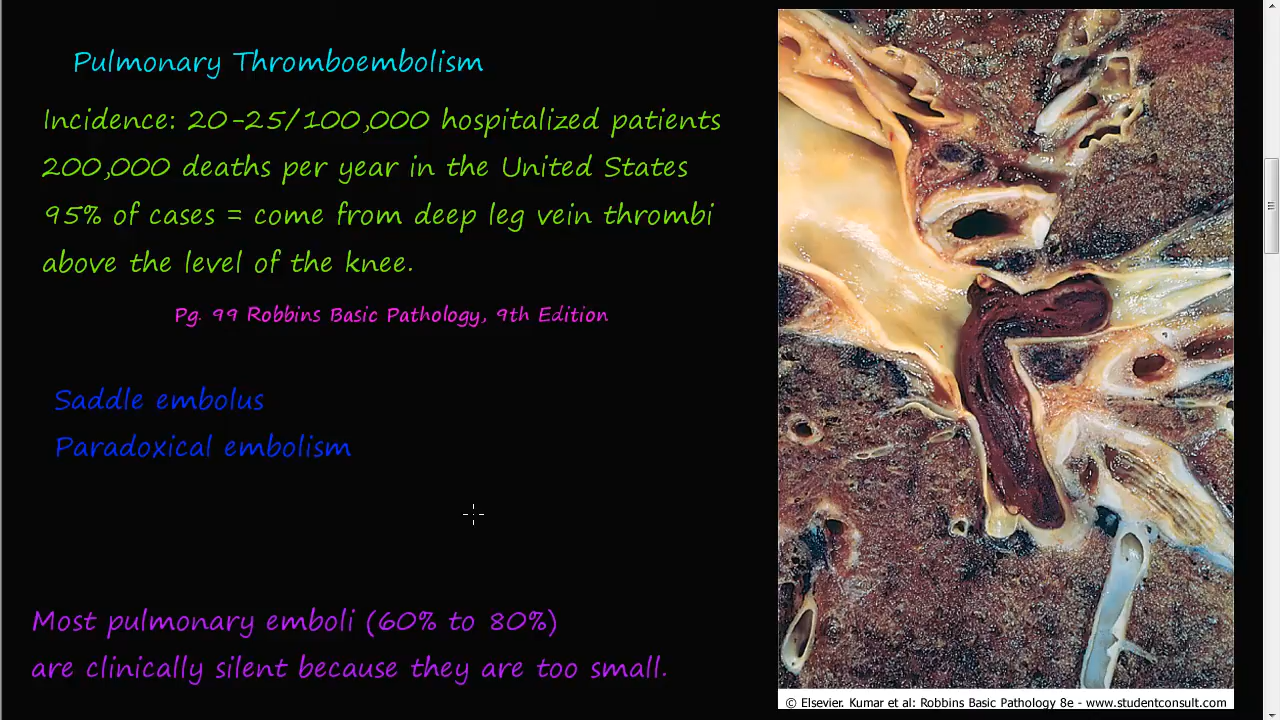 Pulmonary Thromboembolism
Incidence: 20-25/100,000 hospitalized patients
200,000 deaths per year in the United States
95% of cases = come from deep leg vein thrombi
above the level of the knee.
Pg. 99 Robbins Basic Pathology, 9th Edition
Saddle embolus
Paradoxical embolism
Most pulmonary emboli (60% to 80%)
are clinically silent because they are too small.
© Elsevier. Kumar et al: Robbins Basic Pathology 8e - www.studentconsult.com